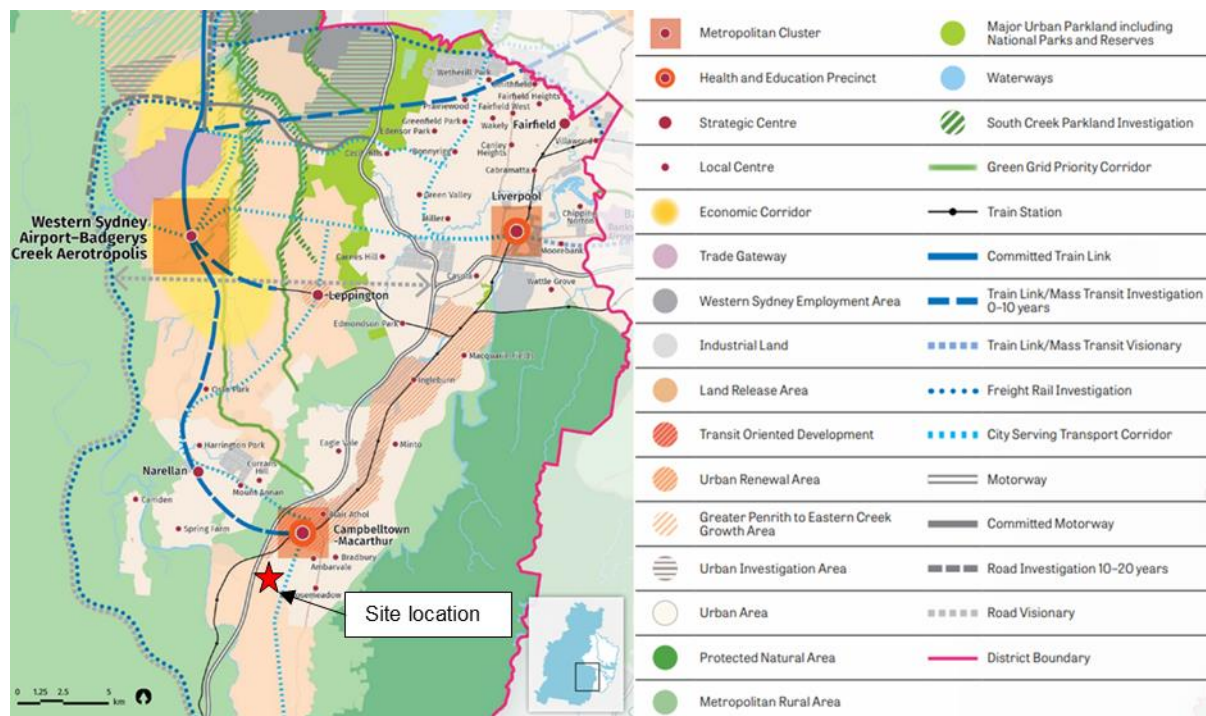 Wetherill Park
Smithfield
Fairfield Heights
Prairiewood
Fairfield West
Greenfield Park
Wakely
Fairfield
Edensor Park
Villawood
Canley
Heights
Bonnyrigg
Cabramatta
Green Valley
Liverpool
Miller
Chipping
Norton
Western Sydney
Airport–Badgerys
Creek Aerotropolis
Moorebank
Carnes Hill
Casula
Wattle Grove
Leppington
Edmondson Park
Macquarie Fields
Ingleburn
Oran Park
Eagle Vale
Minto
Harrington Park
Currans
Hill
Narellan
Mount Annan
Camden
Blair Athol
Spring Farm
Campbelltown
-Macarthur
Bradbury
Ambarvale
Rosemeadow
Site location
0 1.25 2.5 5
km
Metropolitan Cluster
Health and Education Precinct
Strategic Centre
Local Centre
Economic Corridor
Trade Gateway
Western Sydney Employment Area
Industrial Land
Land Release Area
Transit Oriented Development
Urban Renewal Area
Greater Penrith to Eastern Creek
Growth Area
Urban Investigation Area
Urban Area
Protected Natural Area
Metropolitan Rural Area
Major Urban Parkland including
National Parks and Reserves
Waterways
South Creek Parkland Investigation
Green Grid Priority Corridor
Train Station
Committed Train Link
Train Link/Mass Transit Investigation
0–10 years
Train Link/Mass Transit Visionary
Freight Rail Investigation
City Serving Transport Corridor
Motorway
Committed Motorway
Road Investigation 10–20 years
Road Visionary
District Boundary